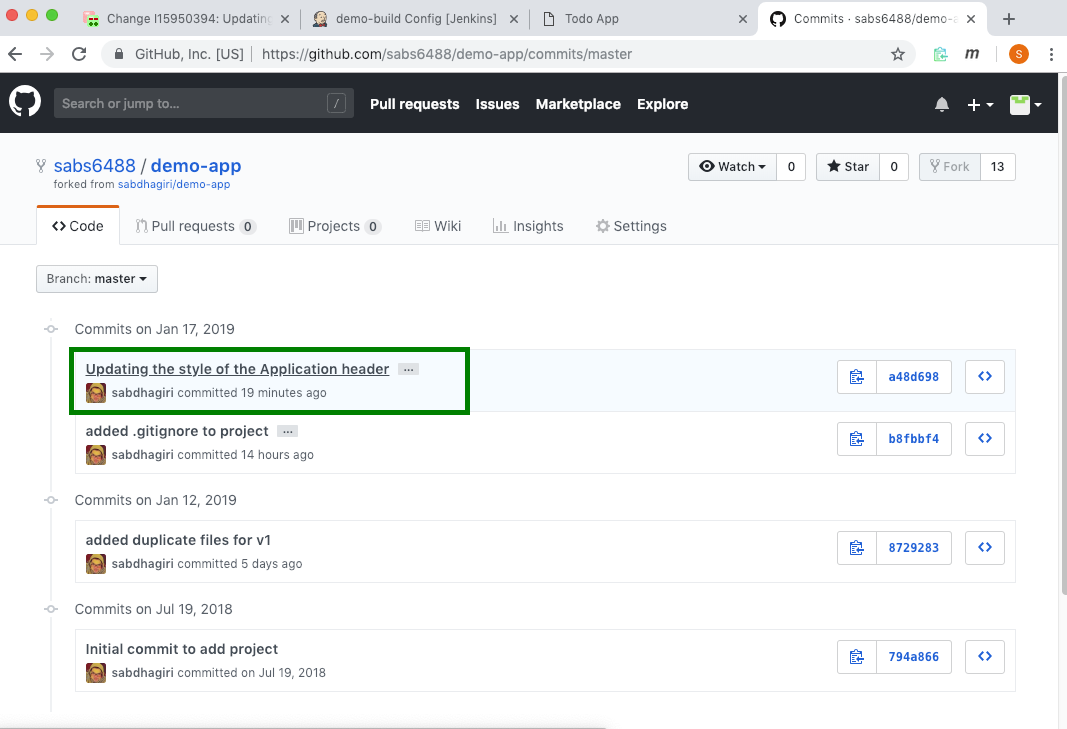 Change I15950394: Updating
demo-build Config [Jenkins]
Todo App
Commits · sabs6488/demo-a
GitHub, Inc. [US]
https://github.com/sabs6488/demo-app/commits/master
m
S
Search or jump to...
/
Pull requests
Issues
Marketplace
Explore
sabs6488 / demo-app
forked from sabdhagiri/demo-app
Watch
0
Star
0
Fork
13
Code
Pull requests 0
Projects 0
Wiki
Insights
Settings
Branch: master
Commits on Jan 17, 2019
Updating the style of the Application header …
sabdhagiri committed 19 minutes ago
a48d698
added .gitignore to project …
sabdhagiri committed 14 hours ago
b8fbbf4
Commits on Jan 12, 2019
added duplicate files for v1
sabdhagiri committed 5 days ago
8729283
Commits on Jul 19, 2018
Initial commit to add project
sabdhagiri committed on Jul 19, 2018
794a866